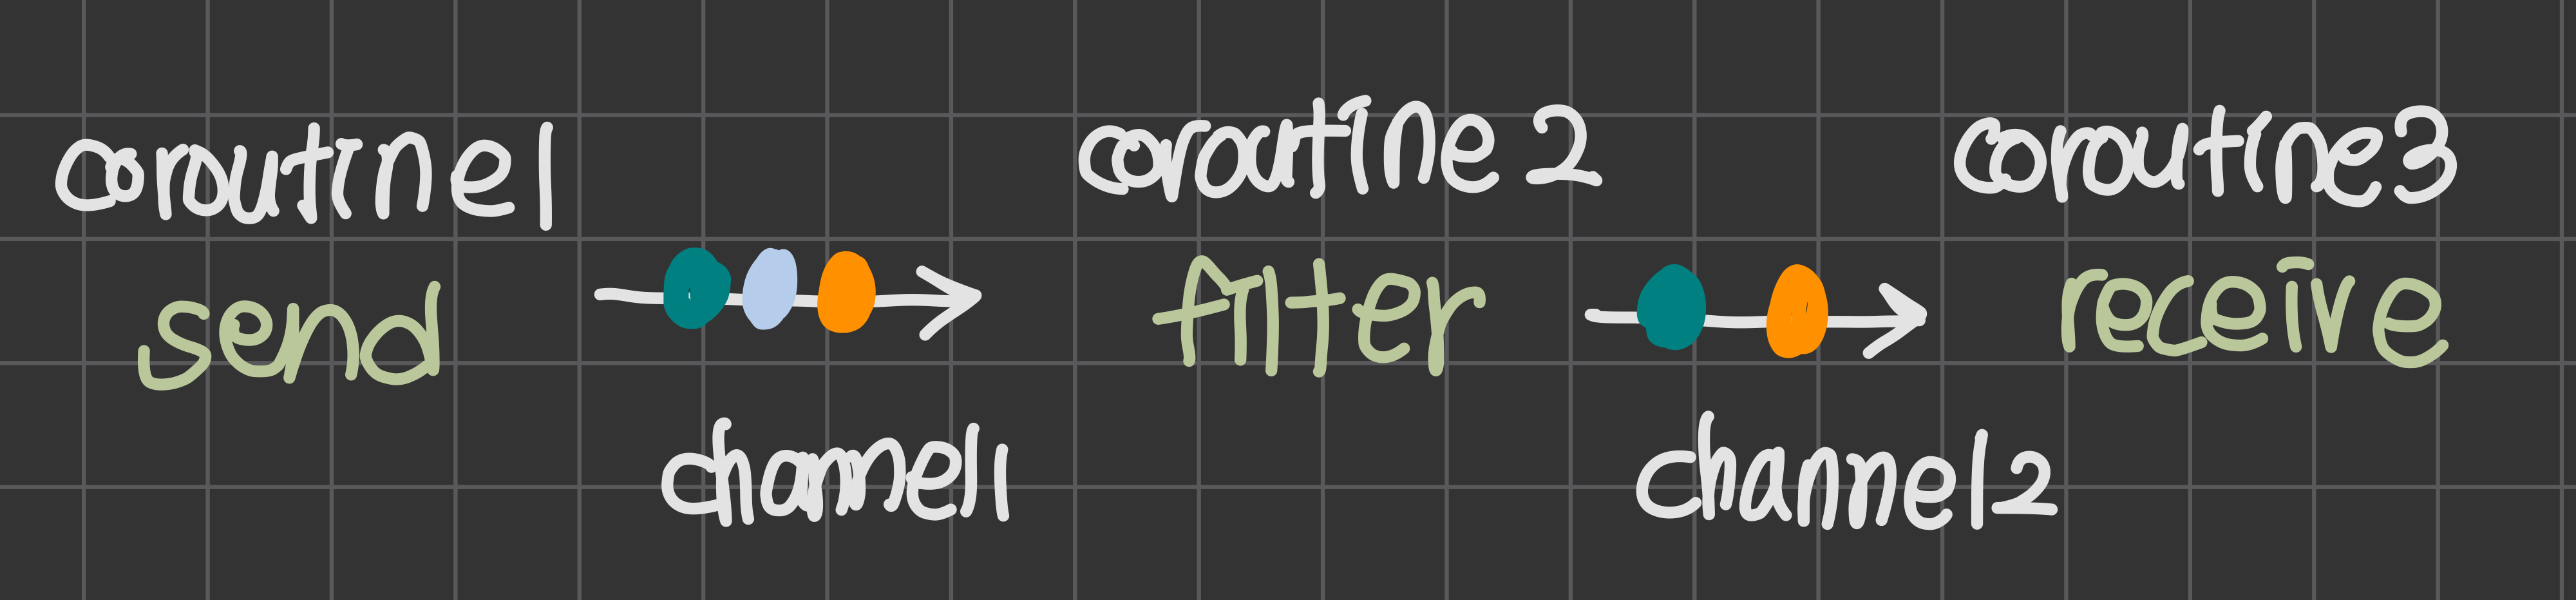 coroutine1
send
channel1
coroutine 2
filter
channel2
coroutine3
receive